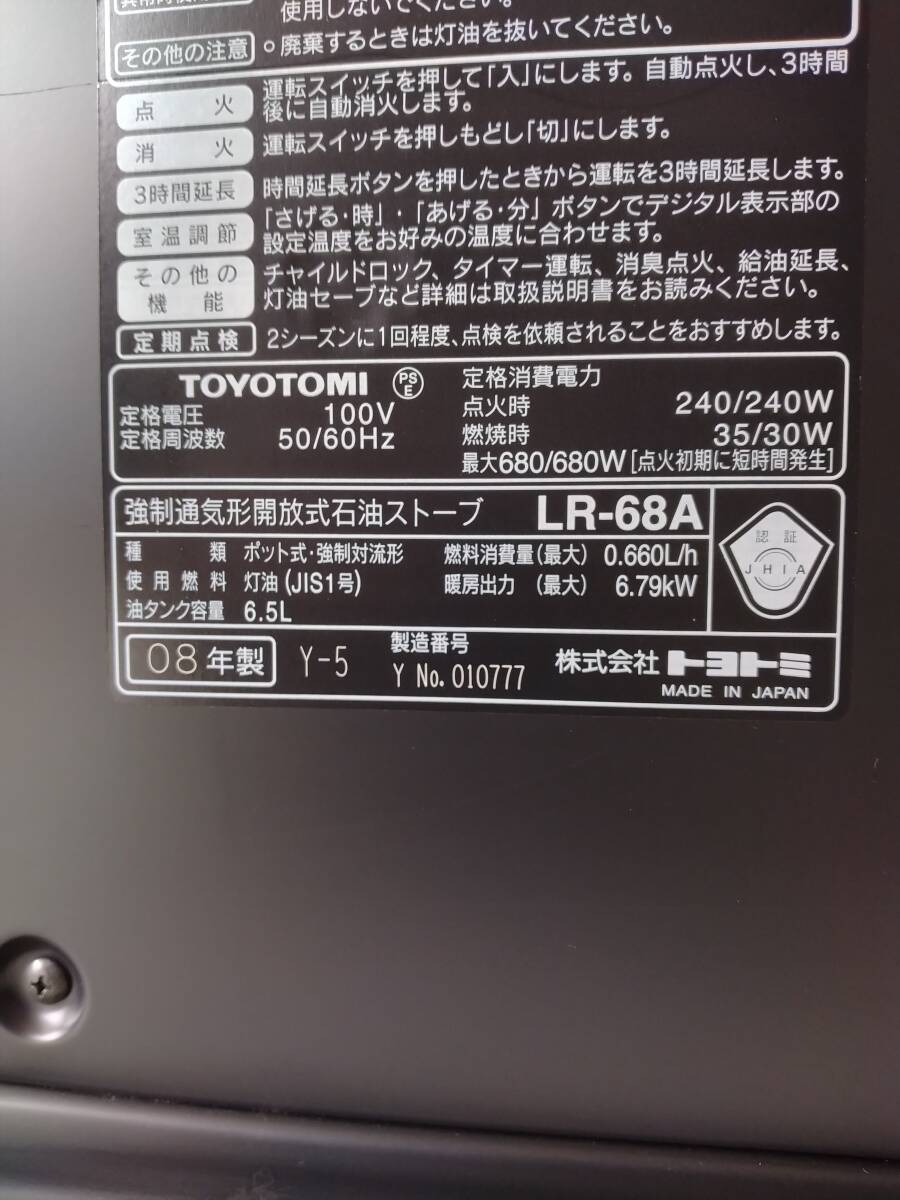 使用しないでください。
その他の注意 ○廃棄するときは灯油を抜いてください。
点火 運転スイッチを押して「入」にします。自動点火し、3時間
後に自動消火します。
消火 運転スイッチを押しもどし「切」にします。
3時間延長 時間延長ボタンを押したときから運転を3時間延長します。
室温調節 「さげる・時」・「あげる・分」ボタンでデジタル表示部の
設定温度をお好みの温度に合わせます。
その他の機能 チャイルドロック、タイマー運転、消臭点火、給油延長、
灯油セーブなど詳細は取扱説明書をお読みください。
定期点検 2シーズンに1回程度、点検を依頼されることをおすすめします。
TOYOTOMI PSE
定格電圧 100V
定格周波数 50/60Hz
定格消費電力
点火時 240/240W
燃焼時 35/30W
最大680/680W[点火初期に短時間発生]
強制通気形開放式石油ストーブ LR-68A
種類 ポット式・強制対流形
使用燃料 灯油(JIS1号)
油タンク容量 6.5L
燃料消費量(最大) 0.660L/h
暖房出力 (最大) 6.79kW
認証
JHIA
08年製 Y-5
製造番号
Y No. 010777
株式会社トヨトミ
MADE IN JAPAN